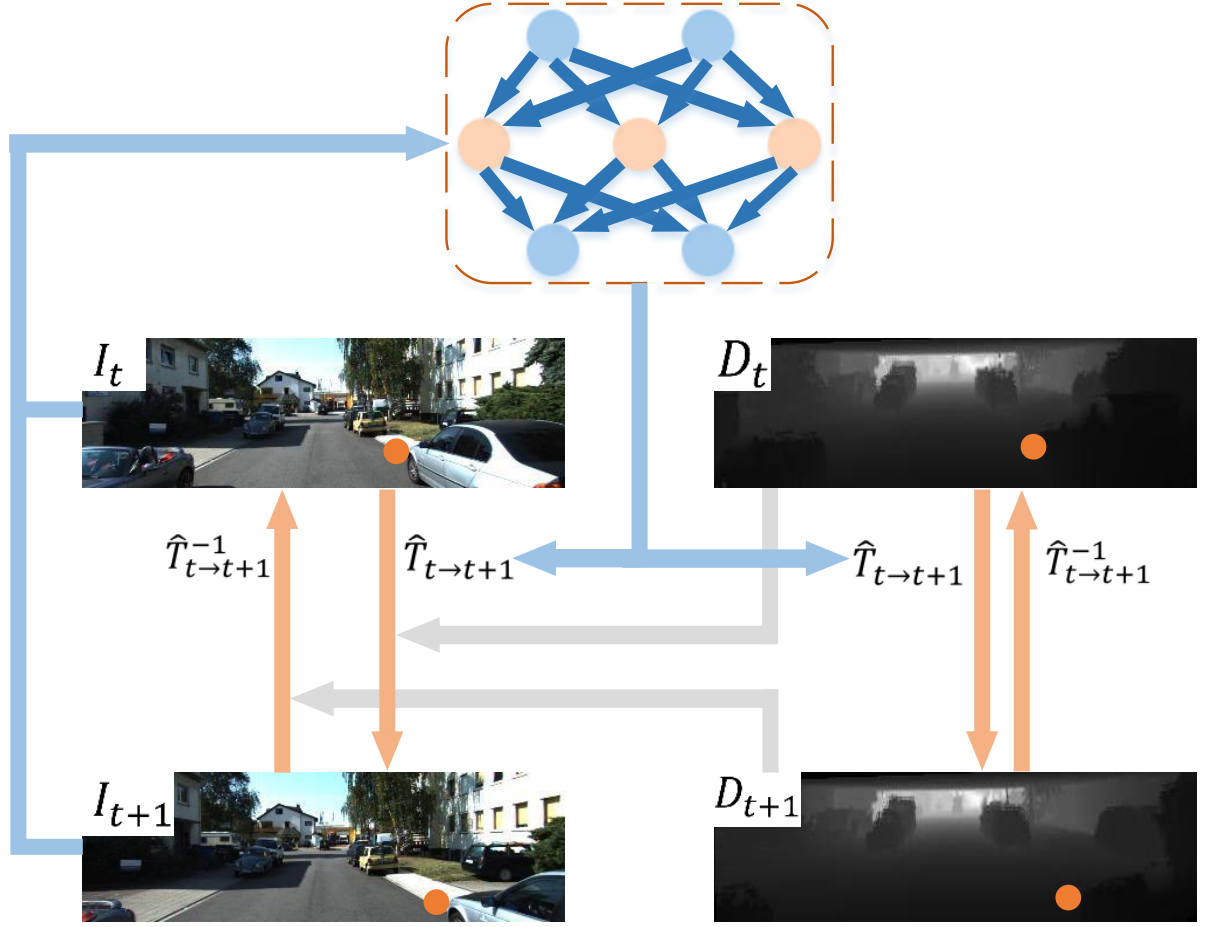 I_t
D_t
\hat{T}^{-1}_{t→t+1}
\hat{T}_{t→t+1}
\hat{T}_{t→t+1}
\hat{T}^{-1}_{t→t+1}
I_{t+1}
D_{t+1}